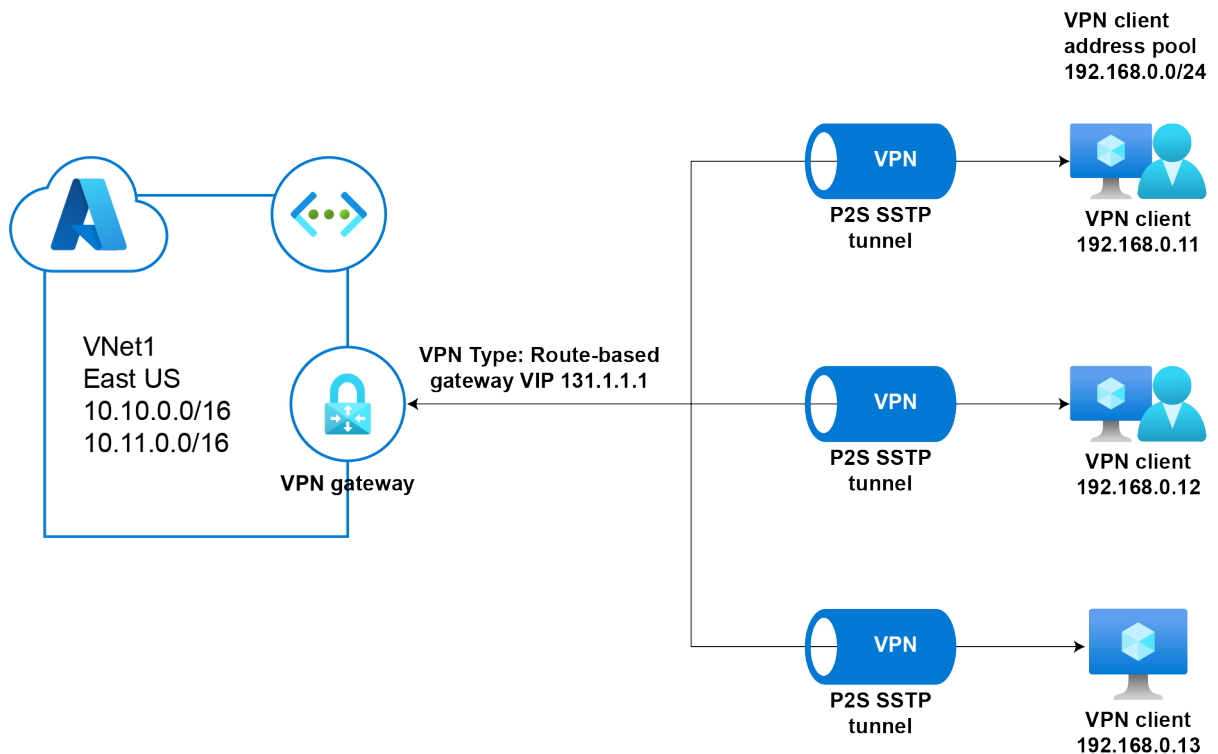 VPN client
address pool
192.168.0.0/24
VPN
P2S SSTP
tunnel
VPN client
192.168.0.11
VNet1
East US
10.10.0.0/16
10.11.0.0/16
VPN gateway
VPN Type: Route-based
gateway VIP 131.1.1.1
VPN
P2S SSTP
tunnel
VPN client
192.168.0.12
VPN
P2S SSTP
tunnel
VPN client
192.168.0.13